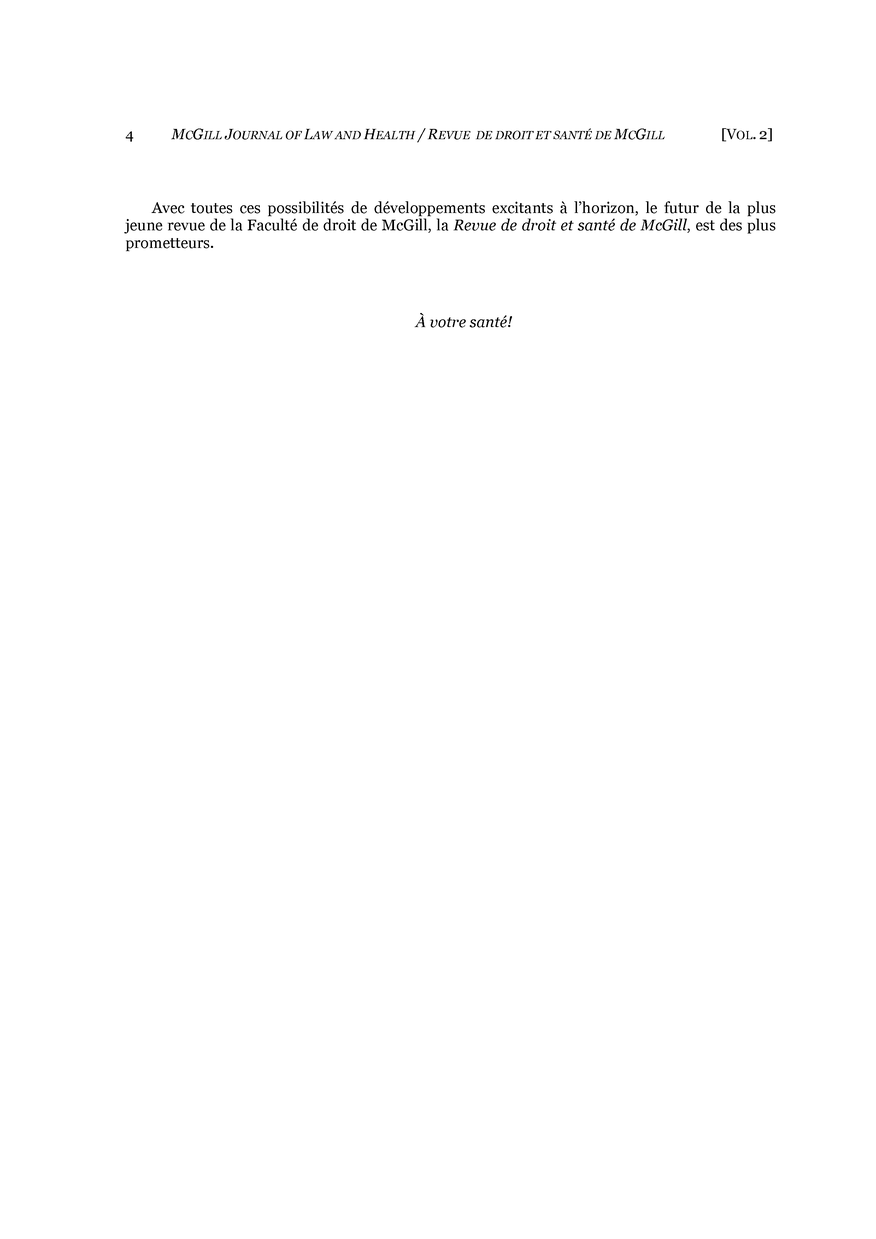 4 MCGILL JOURNAL OF LAW AND HEALTH / REVUE DE DROIT ET SANTÉ DE MCGILL [VOL. 2]
Avec toutes ces possibilités de développements excitants à l’horizon, le futur de la plus
jeune revue de la Faculté de droit de McGill, la Revue de droit et santé de McGill, est des plus
prometteurs.
À votre santé!